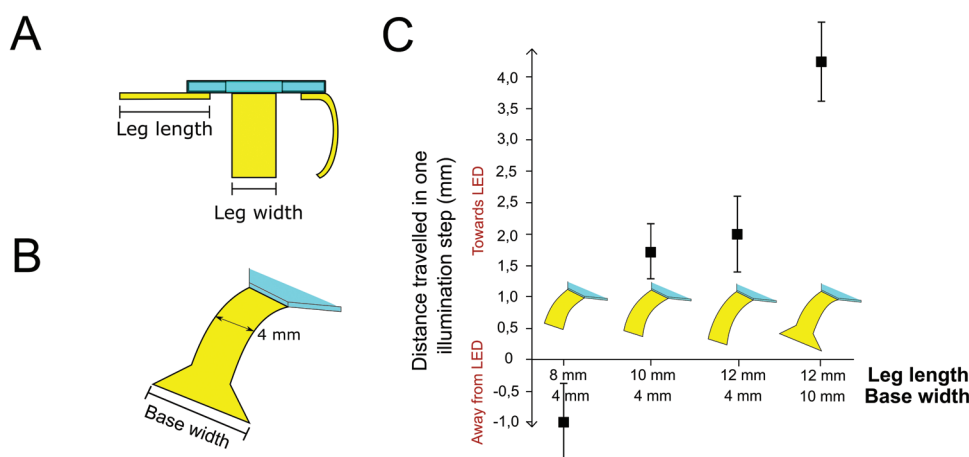 A
Leg length
Leg width
B
4 mm
Base width
C
Distance travelled in one
illumination step (mm)
Towards LED
Away from LED
4,0
3,5
3,0
2,5
2,0
1,5
1,0
0,5
0
-0,5
-1,0
8 mm 10 mm 12 mm 12 mm Leg length
4 mm 4 mm 4 mm 10 mm Base width